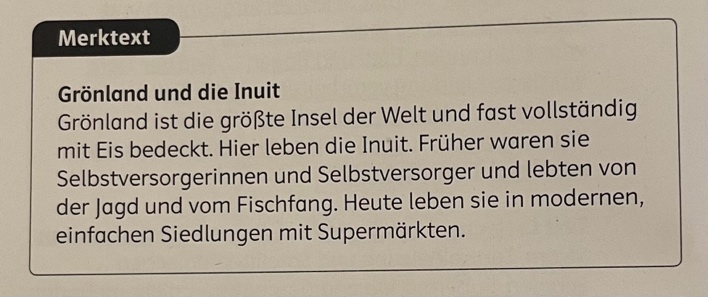 Merktext
Grönland und die Inuit
Grönland ist die größte Insel der Welt und fast vollständig
mit Eis bedeckt. Hier leben die Inuit. Früher waren sie
Selbstversorgerinnen und Selbstversorger und lebten von
der Jagd und vom Fischfang. Heute leben sie in modernen,
einfachen Siedlungen mit Supermärkten.